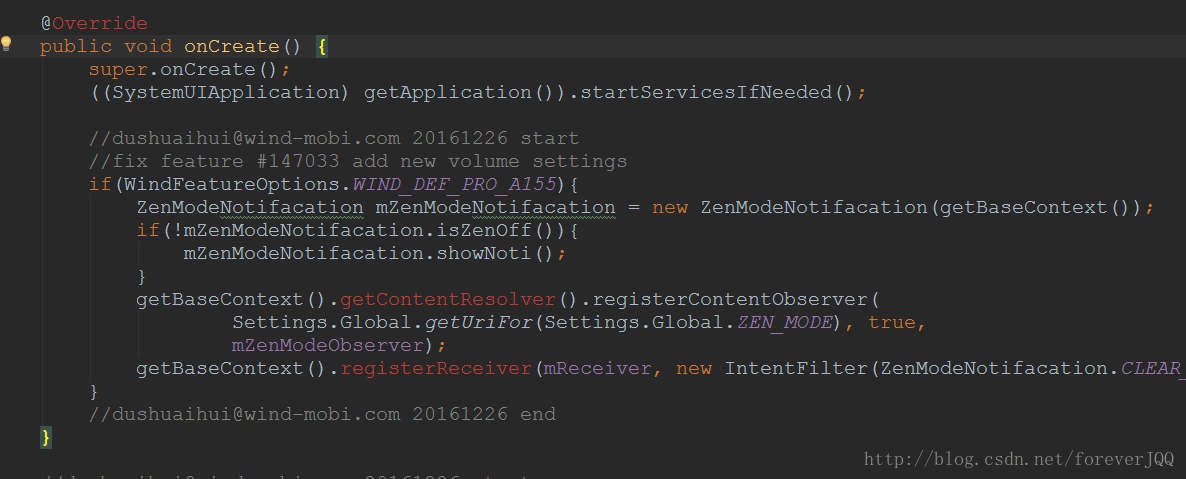 @Override
public void onCreate() {
super.onCreate();
((SystemUIApplication) getApplication()).startServicesIfNeeded();
//dushuaihui@wind-mobi.com 20161226 start
//fix feature #147033 add new volume settings
if(WindFeatureOptions.WIND_DEF_PRO_A155){
ZenModeNotifacation mZenModeNotifacation = new ZenModeNotifacation(getBaseContext());
if(!mZenModeNotifacation.isZenOff()){
mZenModeNotifacation.showNoti();
}
getBaseContext().getContentResolver().registerContentObserver(
Settings.Global.getUriFor(Settings.Global.ZEN_MODE), true,
mZenModeObserver);
getBaseContext().registerReceiver(mReceiver, new IntentFilter(ZenModeNotifacation.CLEAR_
}
//dushuaihui@wind-mobi.com 20161226 end
}
http://blog.csdn.net/foreverJQQ